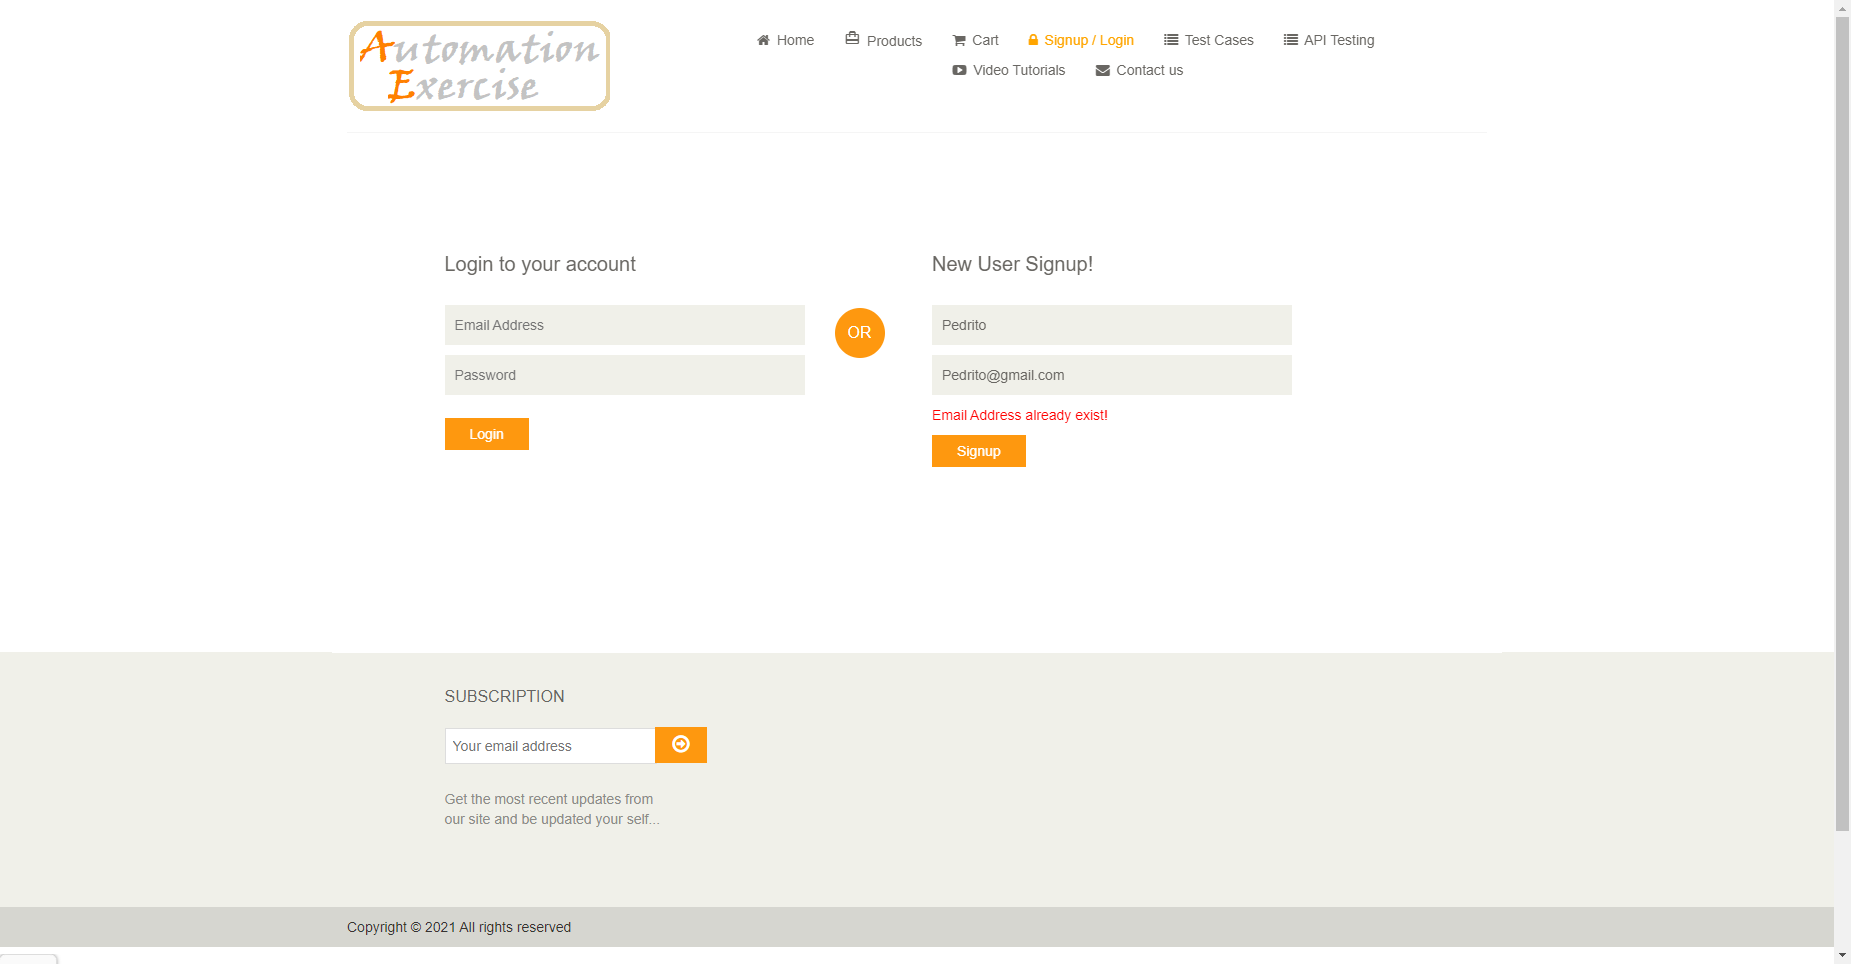 Automation
Exercise
Home Products Cart Signup / Login Test Cases API Testing
Video Tutorials Contact us
Login to your account
Email Address
Password
Login
OR
New User Signup!
Pedrito
Pedrito@gmail.com
Email Address already exist!
Signup
SUBSCRIPTION
Your email address
Get the most recent updates from
our site and be updated your self...
Copyright © 2021 All rights reserved